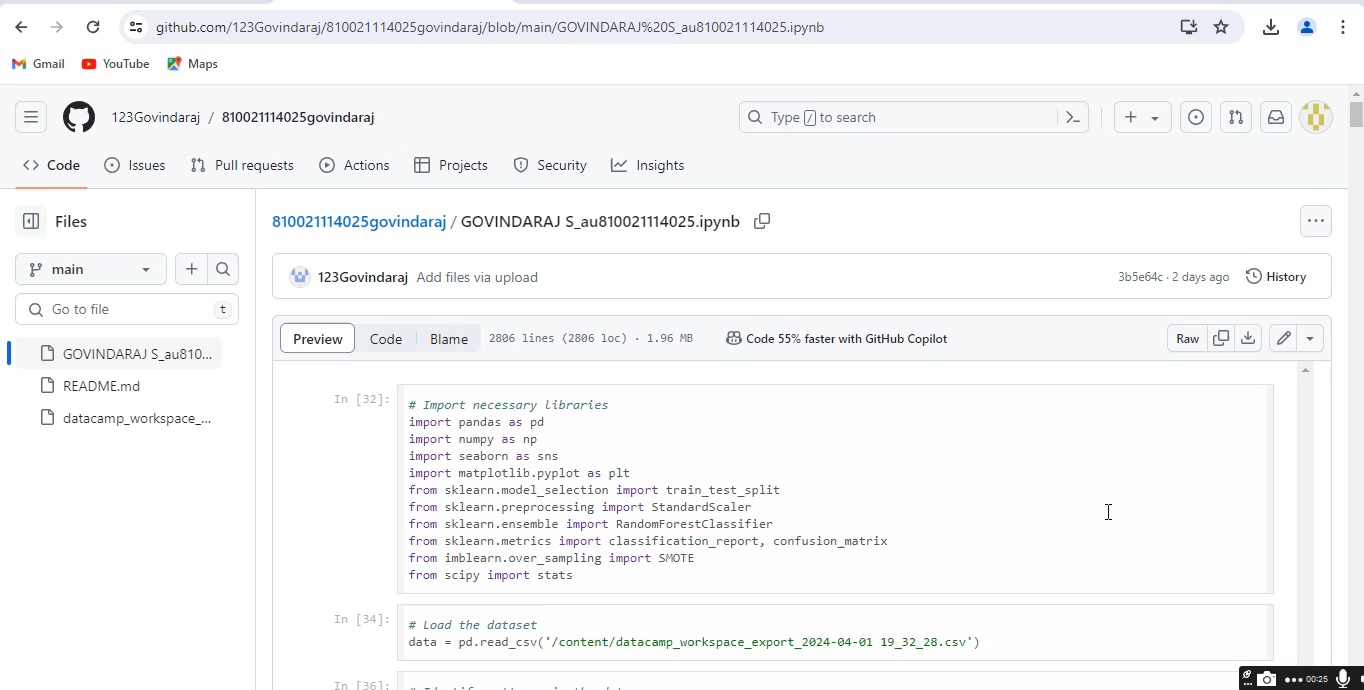 github.com/123Govindaraj/810021114025govindaraj/blob/main/GOVINDARAJ%20S_au810021114025.ipynb
Gmail YouTube Maps
123Govindaraj / 810021114025govindaraj Type / to search
Code Issues Pull requests Actions Projects Security Insights
Files
810021114025govindaraj / GOVINDARAJ S_au810021114025.ipynb
main
123Govindaraj Add files via upload 3b5e64c · 2 days ago History
Go to file t
Preview Code Blame 2806 lines (2806 loc) · 1.96 MB Code 55% faster with GitHub Copilot Raw
GOVINDARAJ S_au810...
README.md
datacamp_workspace_...
In [32]:
# Import necessary libraries
import pandas as pd
import numpy as np
import seaborn as sns
import matplotlib.pyplot as plt
from sklearn.model_selection import train_test_split
from sklearn.preprocessing import StandardScaler
from sklearn.ensemble import RandomForestClassifier
from sklearn.metrics import classification_report, confusion_matrix
from imblearn.over_sampling import SMOTE
from scipy import stats
In [34]:
# Load the dataset
data = pd.read_csv('/content/datacamp_workspace_export_2024-04-01 19_32_28.csv')
In [36]:
00:25